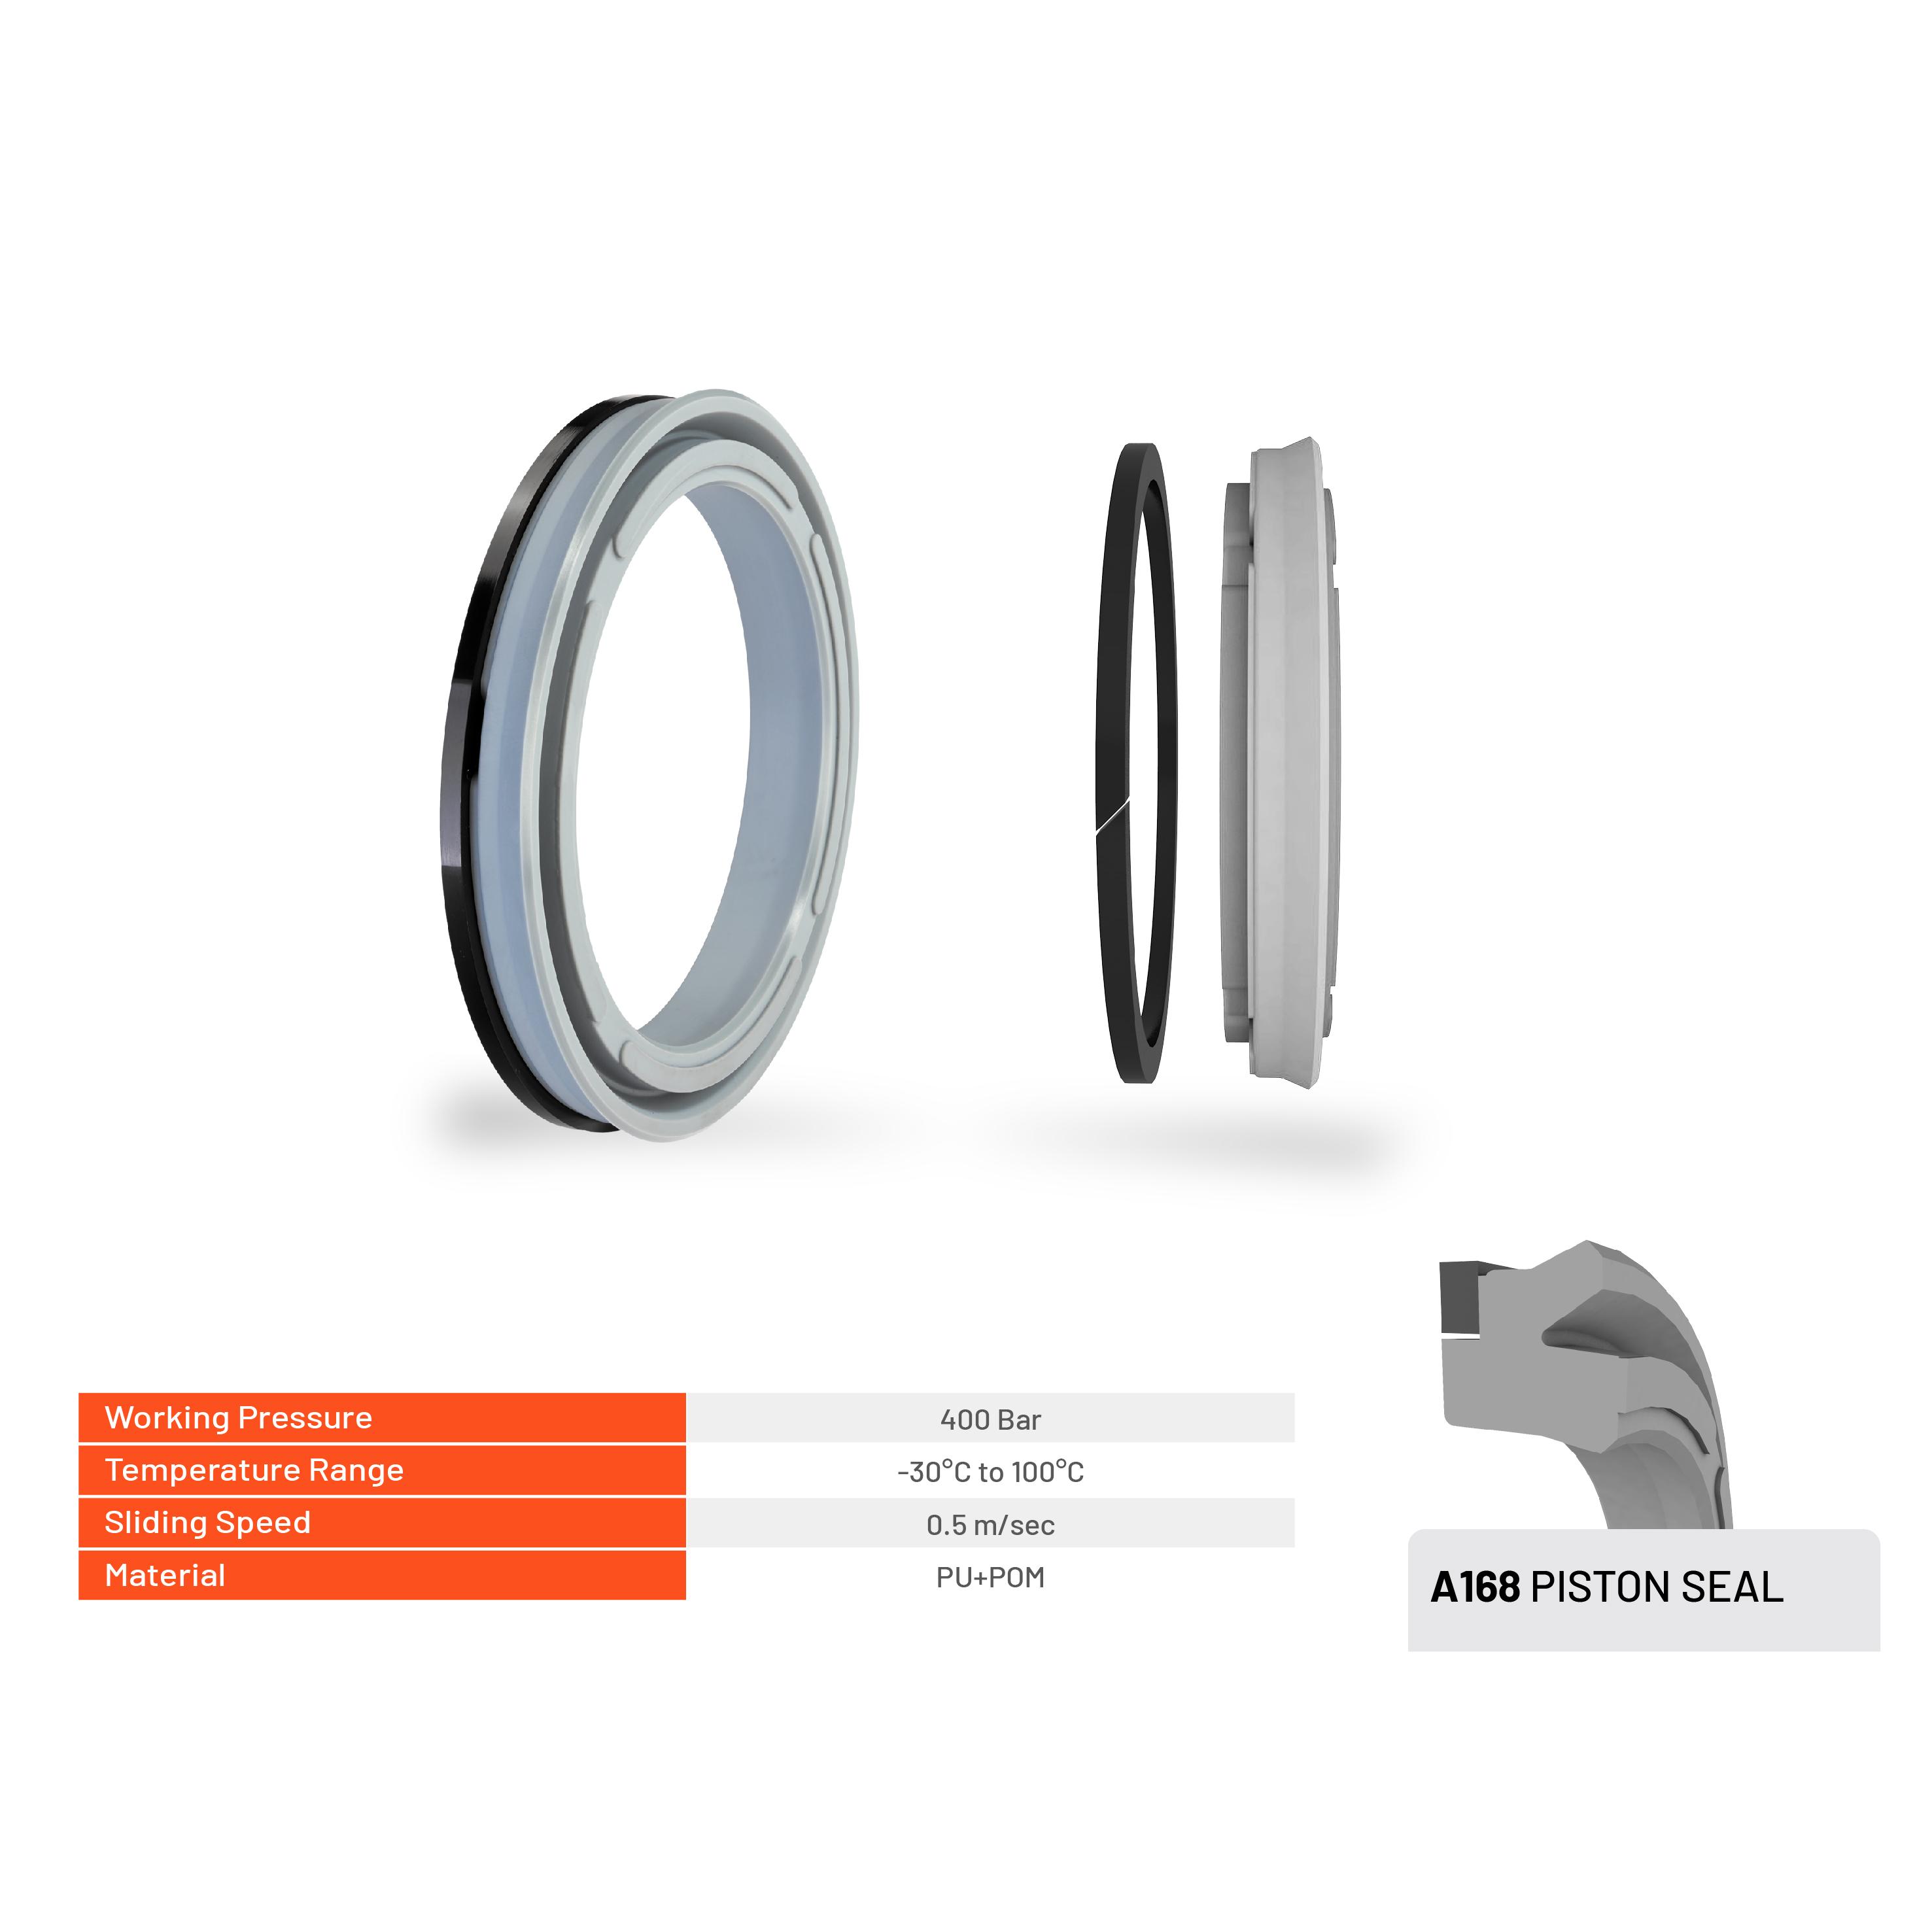 Working Pressure 400 Bar
Temperature Range -30°C to 100°C
Sliding Speed 0.5 m/sec
Material PU+POM
A168 PISTON SEAL